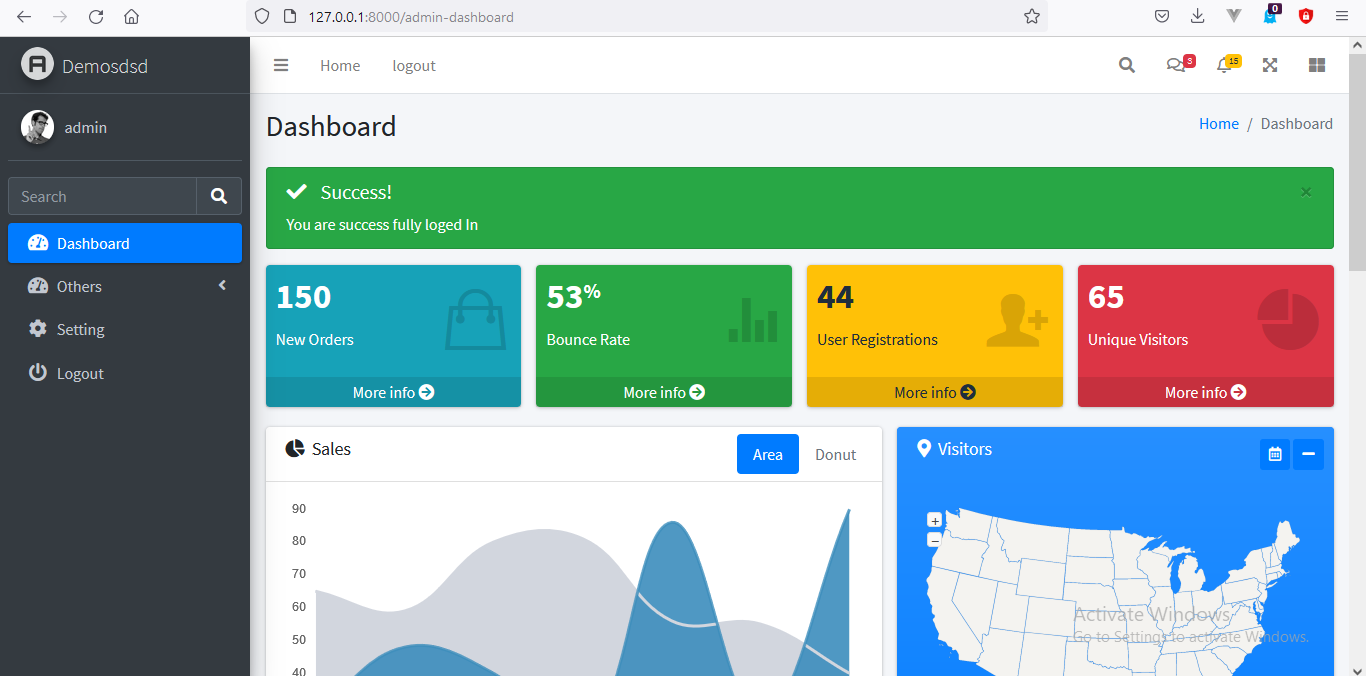 127.0.0.1:8000/admin-dashboard
0
Demosdsd
Home
logout
3
15
admin
Dashboard
Home / Dashboard
Search
Success!
×
You are success fully loged In
Dashboard
Others
Setting
Logout
150
New Orders
More info
53%
Bounce Rate
More info
44
User Registrations
More info
65
Unique Visitors
More info
Sales
Area
Donut
Visitors
90
80
70
60
50
40
+
−
Activate Windows
Go to Settings to activate Windows.